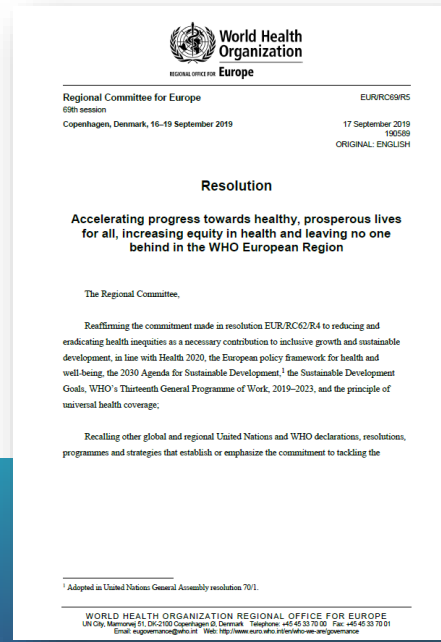 World Health
Organization
REGIONAL OFFICE FOR Europe
Regional Committee for Europe
EUR/RC69/R5
69th session
Copenhagen, Denmark, 16–19 September 2019
17 September 2019
190589
ORIGINAL: ENGLISH
Resolution
Accelerating progress towards healthy, prosperous lives
for all, increasing equity in health and leaving no one
behind in the WHO European Region
The Regional Committee,
Reaffirming the commitment made in resolution EUR/RC62/R4 to reducing and
eradicating health inequities as a necessary contribution to inclusive growth and sustainable
development, in line with Health 2020, the European policy framework for health and
well-being, the 2030 Agenda for Sustainable Development,¹ the Sustainable Development
Goals, WHO's Thirteenth General Programme of Work, 2019–2023, and the principle of
universal health coverage;
Recalling other global and regional United Nations and WHO declarations, resolutions,
programmes and strategies that establish or emphasize the commitment to tackling the
¹ Adopted in United Nations General Assembly resolution 70/1.
WORLD HEALTH ORGANIZATION REGIONAL OFFICE FOR EUROPE
UN City, Marmorvej 51, DK-2100 Copenhagen Ø, Denmark Telephone: +45 45 33 70 00 Fax: +45 45 33 70 01
Email: eugovernance@who.int Web: http://www.euro.who.int/en/who-we-are/governance